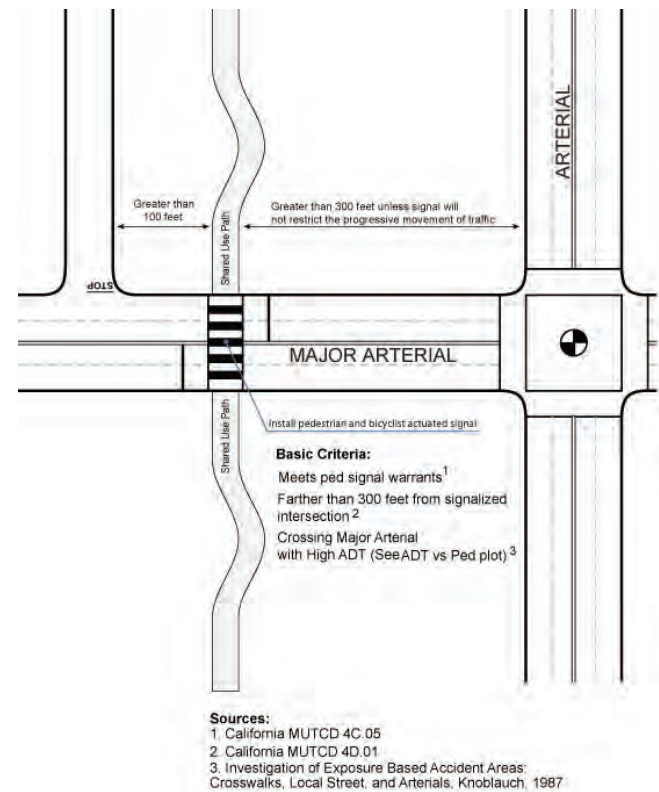 ARTERIAL
Greater than
100 feet
Shared Use Path
Greater than 300 feet unless signal will
not restrict the progressive movement of traffic
STOP
MAJOR ARTERIAL
Install pedestrian and bicyclist actuated signal
Shared Use Path
Basic Criteria:
Meets ped signal warrants1
Farther than 300 feet from signalized
intersection 2
Crossing Major Arterial
with High ADT (See ADT vs Ped plot) 3
Sources:
1. California MUTCD 4C.05
2. California MUTCD 4D.01
3. Investigation of Exposure Based Accident Areas:
Crosswalks, Local Street, and Arterials, Knoblauch, 1987